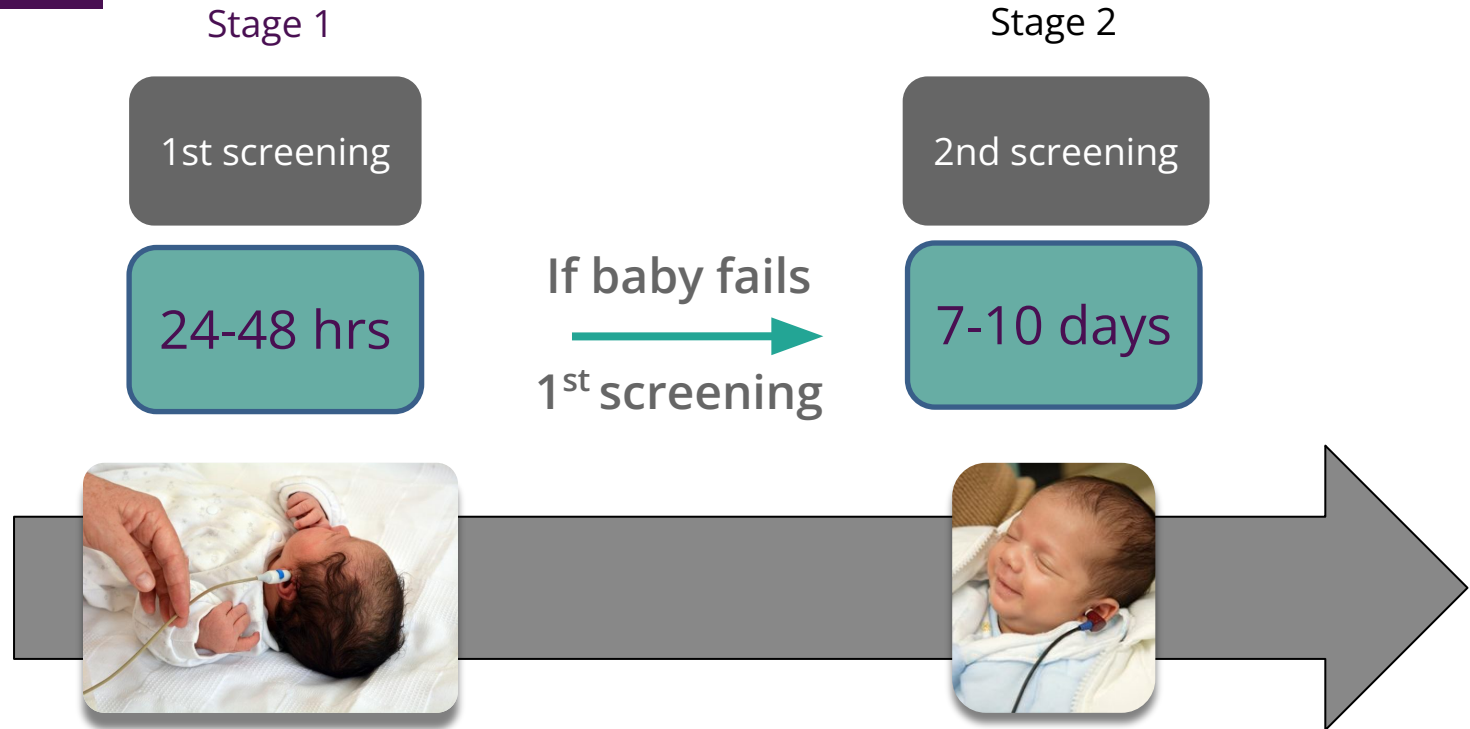 Stage 1
Stage 2
1st screening
2nd screening
24-48 hrs
If baby fails
1st screening
7-10 days